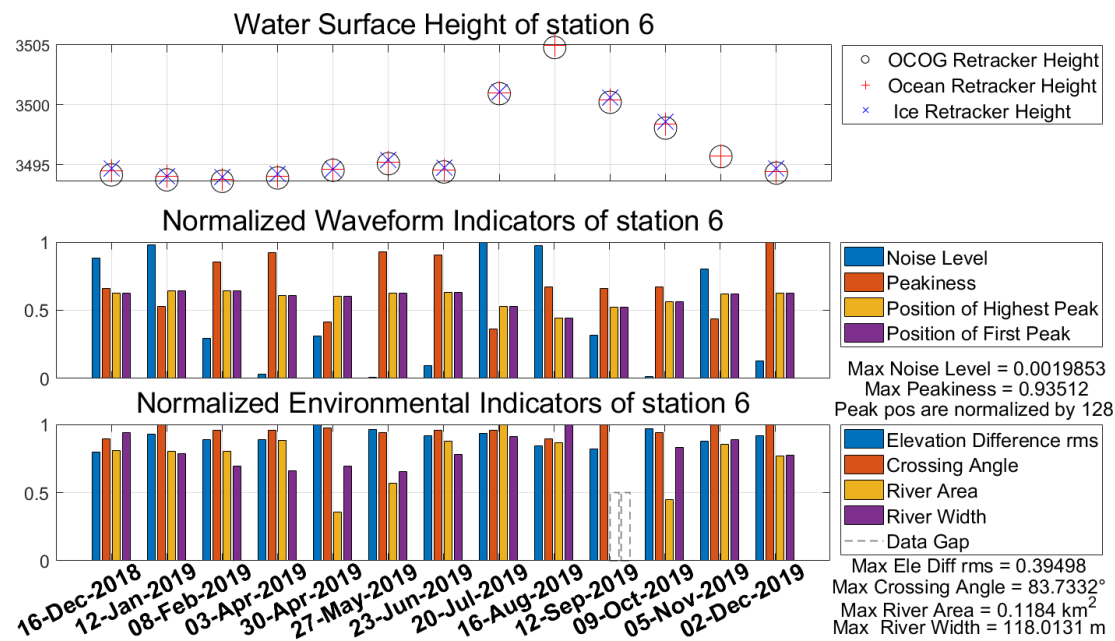 Water Surface Height of station 6
3505
3500
3495
OCOG Retracker Height
Ocean Retracker Height
Ice Retracker Height
Normalized Waveform Indicators of station 6
1
0.5
0
Noise Level
Peakiness
Position of Highest Peak
Position of First Peak
Max Noise Level = 0.0019853
Max Peakiness = 0.93512
Peak pos are normalized by 128
Normalized Environmental Indicators of station 6
1
0.5
0
Elevation Difference rms
Crossing Angle
River Area
River Width
Data Gap
Max Ele Diff rms = 0.39498
Max Crossing Angle = 83.7332°
Max River Area = 0.1184 km²
Max River Width = 118.0131 m
16-Dec-2018
12-Jan-2019
08-Feb-2019
03-Apr-2019
30-Apr-2019
27-May-2019
23-Jun-2019
20-Jul-2019
16-Aug-2019
12-Sep-2019
09-Oct-2019
05-Nov-2019
02-Dec-2019